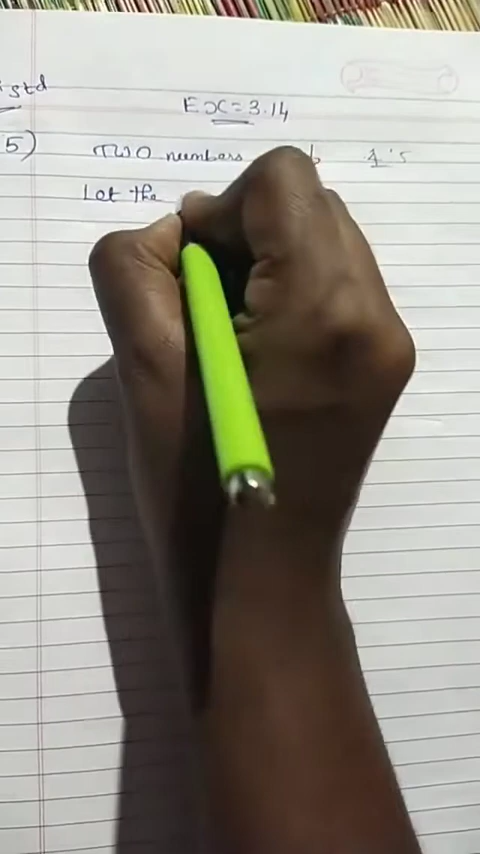 std
Ex = 3.14
5) Two numbers
Let the